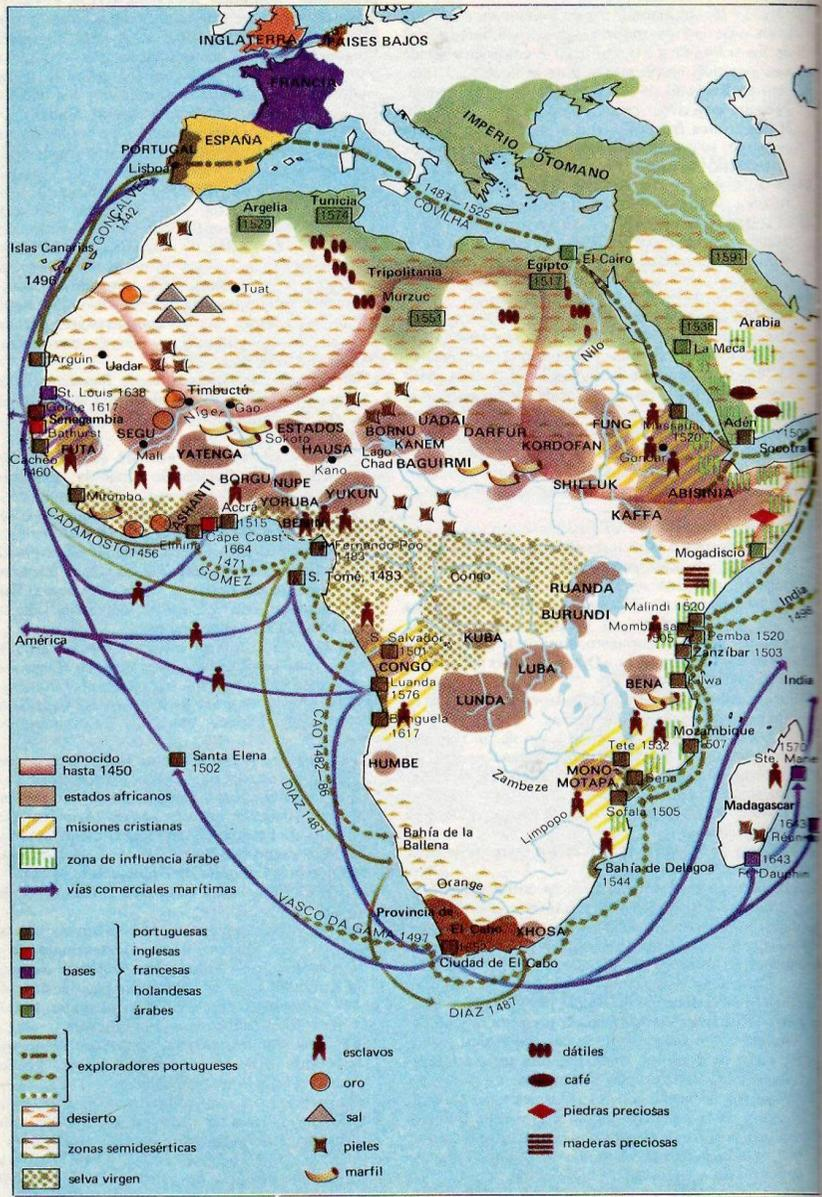 INGLATERRA
PAISES BAJOS
FRANCIA
PORTUGAL
ESPAÑA
Lisboa
IMPERIO OTOMANO
1487—1525
COVILHA
GONÇALVES
1442
Argelia
1529
Tunicia
1574
Islas Canarias
1496
Tripolitania
Egipto
1517
El Cairo
1591
Tuat
Murzuc
1551
1538
Arabia
La Meca
Nilo
Arguin
Uadar
St. Louis 1638
Gorée 1617
Senegambia
Bathurst
Cacheo
1460
FUTA
SEGU
Mali
Timbuctú
Níger
Gao
YATENGA
Sokoto
ESTADOS
HAUSA
Kano
BORNU
KANEM
Lago
Chad
UADAI
BAGUIRMI
DARFUR
KORDOFAN
FUNG
Massaua
1520
Gondar
Adén
Socotra
SHILLUK
ABISINIA
KAFFA
Mirombo
ASHANTI
BORGU
NUPE
YORUBA
YUKUN
BENIN
Accra
1515
Elmina
Cape Coast
1664
CADAMOSTO 1456
1471
GOMEZ
Fernando Poo
1483
S. Tomé, 1483
Congo
RUANDA
BURUNDI
Mogadiscio
Malindi 1520
Mombassa
1505
Pemba 1520
Zanzíbar 1503
India
1498
América
S. Salvador
1501
CONGO
KUBA
LUBA
LUNDA
Luanda
1576
Benguela
1617
BENA
Kilwa
India
Mozambique
1507
Tete 1532
Santa Elena
1502
CAO 1482—86
DIAZ 1487
HUMBE
Zambeze
MONO-
MOTAPA
Sena
Sofala 1505
Limpopo
1570
Ste. Marie
Madagascar
1643
1643
Ft. Dauphin
Bahía de la
Ballena
Bahía de Delagoa
1544
Orange
VASCO DA GAMA 1497
Provincia de
El Cabo
XHOSA
1652
Ciudad de El Cabo
DIAZ 1487
conocido
hasta 1450
estados africanos
misiones cristianas
zona de influencia árabe
vías comerciales marítimas
bases
portuguesas
inglesas
francesas
holandesas
árabes
exploradores portugueses
desierto
zonas semidesérticas
selva virgen
esclavos
oro
sal
pieles
marfil
dátiles
café
piedras preciosas
maderas preciosas